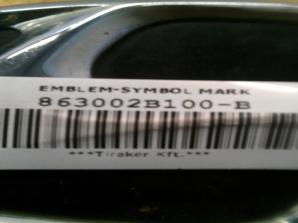 EMBLEM-SYMBOL MARK
863002B100-B
***Tiraker Kft.***